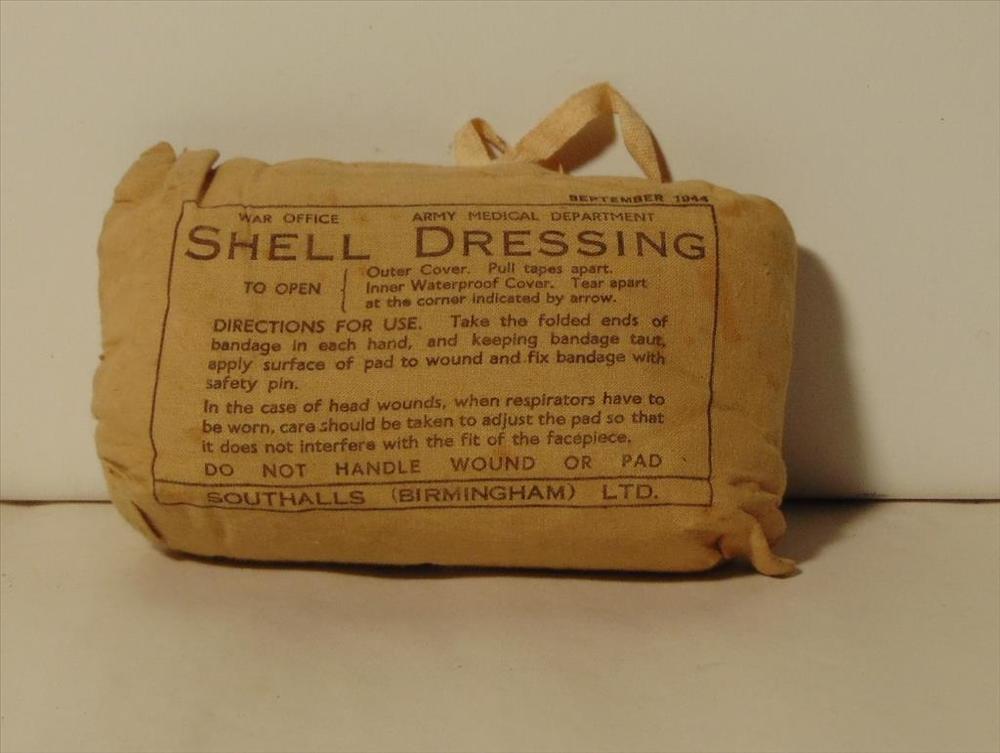 SEPTEMBER 1944
WAR OFFICE ARMY MEDICAL DEPARTMENT
SHELL DRESSING
TO OPEN { Outer Cover. Pull tapes apart.
Inner Waterproof Cover. Tear apart
at the corner indicated by arrow.
DIRECTIONS FOR USE. Take the folded ends of
bandage in each hand, and keeping bandage taut,
apply surface of pad to wound and fix bandage with
safety pin.
In the case of head wounds, when respirators have to
be worn, care should be taken to adjust the pad so that
it does not interfere with the fit of the facepiece.
DO NOT HANDLE WOUND OR PAD
SOUTHALLS (BIRMINGHAM) LTD.